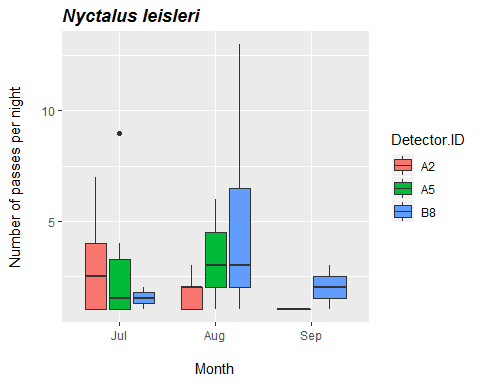 Nyctalus leisleri
Number of passes per night
10
5
Jul
Aug
Sep
Month
Detector.ID
A2
A5
B8